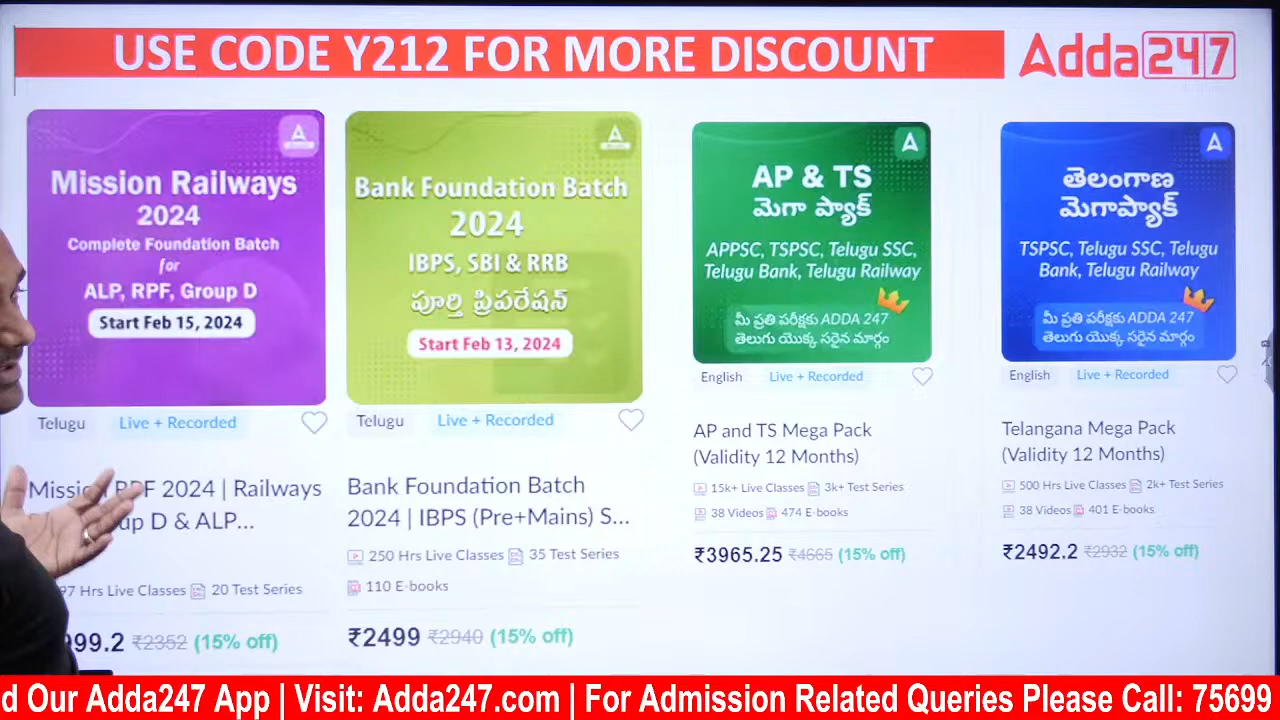 USE CODE Y212 FOR MORE DISCOUNT
Adda247
Mission Railways
2024
Complete Foundation Batch
for
ALP, RPF, Group D
Start Feb 15, 2024
Telugu
Live + Recorded
2024 | Railways
D & ALP...
Hrs Live Classes
20 Test Series
₹2352 (15% off)
Bank Foundation Batch
2024
IBPS, SBI & RRB
పూర్తి ప్రిపరేషన్
Start Feb 13, 2024
Telugu
Live + Recorded
Bank Foundation Batch
2024 | IBPS (Pre+Mains) S...
250 Hrs Live Classes
35 Test Series
110 E-books
₹2499 ₹2940 (15% off)
AP & TS
మెగా ప్యాక్
APPSC, TSPSC, Telugu SSC,
Telugu Bank, Telugu Railway
మీ ప్రతి పరీక్షకు ADDA 247
తెలుగు యొక్క సరైన మార్గం
English
Live + Recorded
AP and TS Mega Pack
(Validity 12 Months)
15k+ Live Classes
3k+ Test Series
38 Videos
474 E-books
₹3965.25 ₹4665 (15% off)
తెలంగాణ
మెగాప్యాక్
TSPSC, Telugu SSC, Telugu
Bank, Telugu Railway
మీ ప్రతి పరీక్షకు ADDA 247
తెలుగు యొక్క సరైన మార్గం
English
Live + Recorded
Telangana Mega Pack
(Validity 12 Months)
500 Hrs Live Classes
2k+ Test Series
38 Videos
401 E-books
₹2492.2 ₹2932 (15% off)
d Our Adda247 App | Visit: Adda247.com | For Admission Related Queries Please Call: 75699